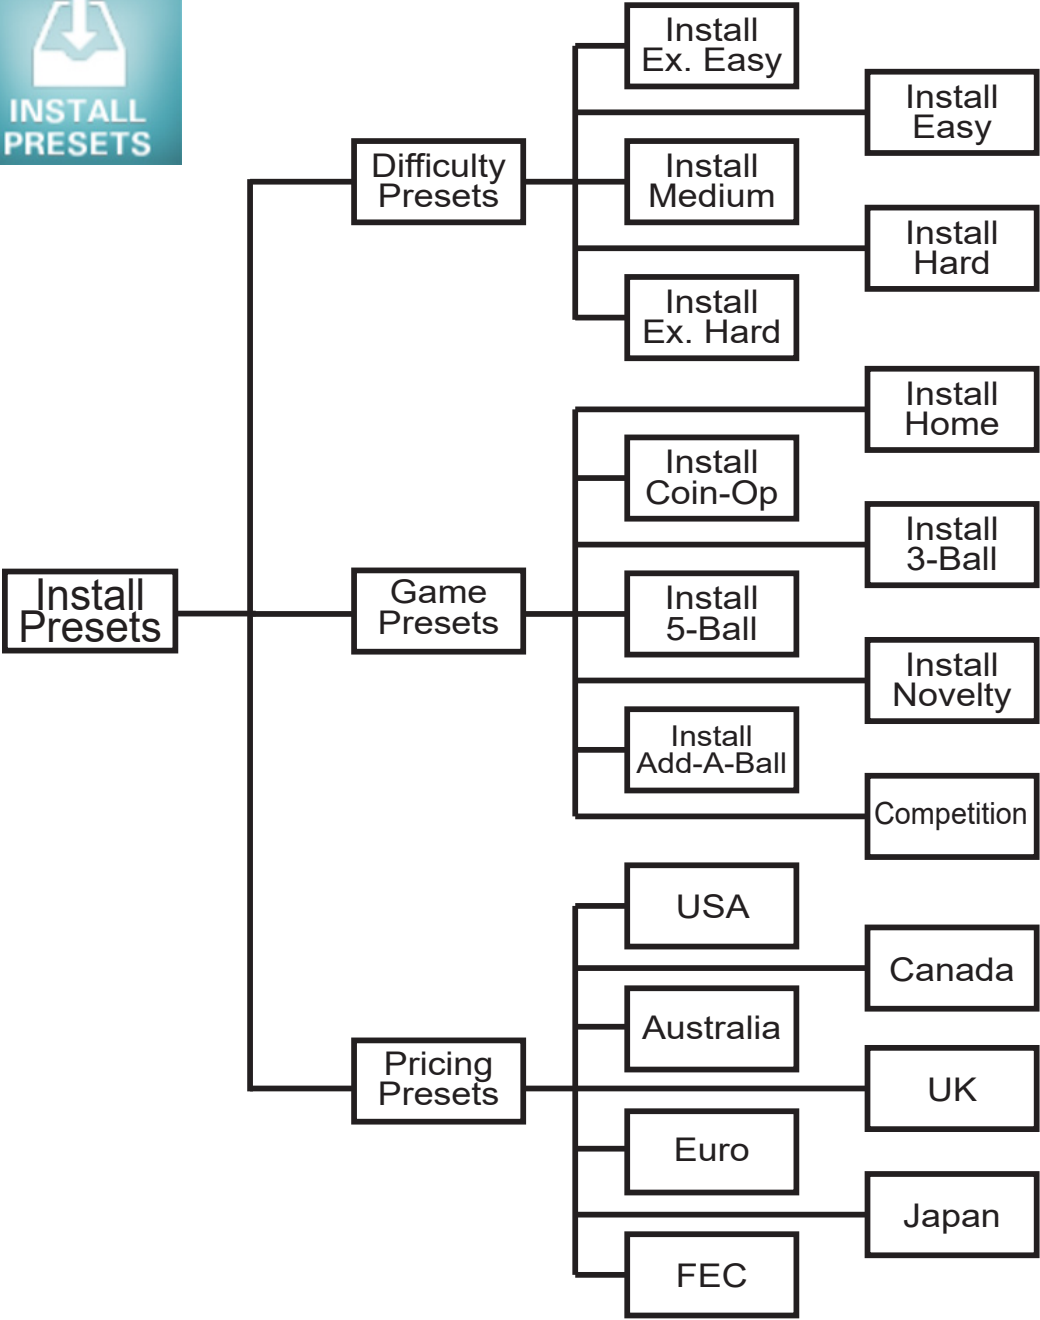 INSTALL
PRESETS
Install
Presets
Difficulty
Presets
Install
Ex. Easy
Install
Easy
Install
Medium
Install
Hard
Install
Ex. Hard
Game
Presets
Install
Home
Install
Coin-Op
Install
3-Ball
Install
5-Ball
Install
Novelty
Install
Add-A-Ball
Competition
Pricing
Presets
USA
Canada
Australia
UK
Euro
Japan
FEC